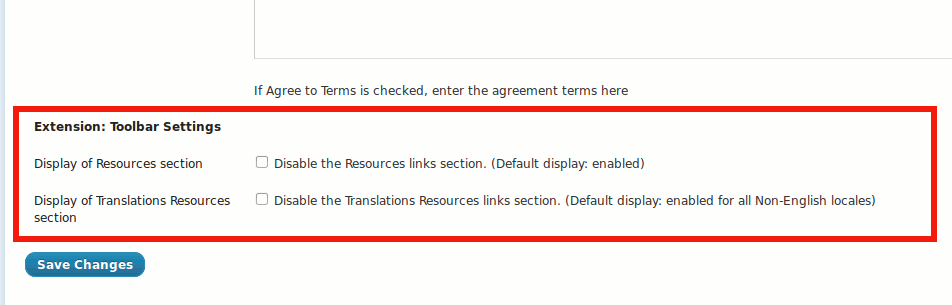 If Agree to Terms is checked, enter the agreement terms here
Extension: Toolbar Settings
Display of Resources section
Disable the Resources links section. (Default display: enabled)
Display of Translations Resources
section
Disable the Translations Resources links section. (Default display: enabled for all Non-English locales)
Save Changes